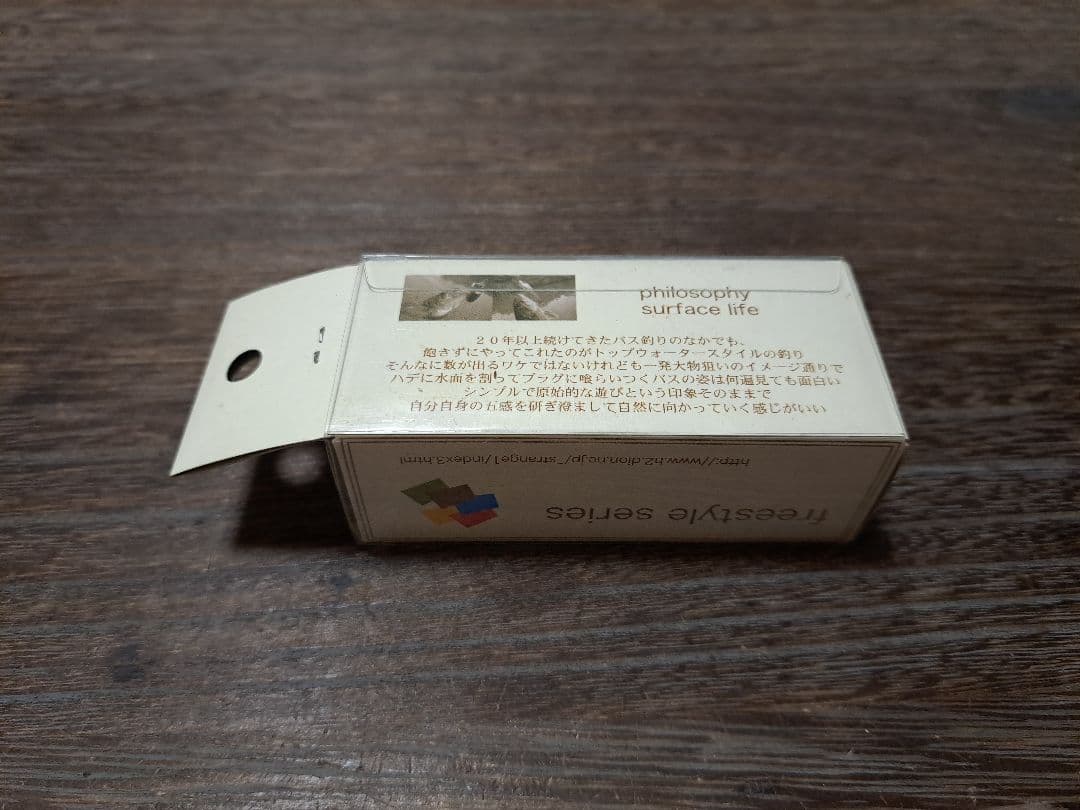 philosophy
surface life
２０年以上続けてきたバス釣りのなかでも、
飽きずにやってこれたのがトップウォータースタイルの釣り
そんなに数が出るワケではないけれども一発大物狙いのイメージ通りで
ハデに水面を割ってプラグに喰らいつくバスの姿は何遍見ても面白い
シンプルで原始的な遊びという印象そのままで
自分自身の五感を研ぎ澄まして自然に向かっていく感じがいい
freestyle series
http://www.h2.dion.ne.jp/~strange1/index3.html